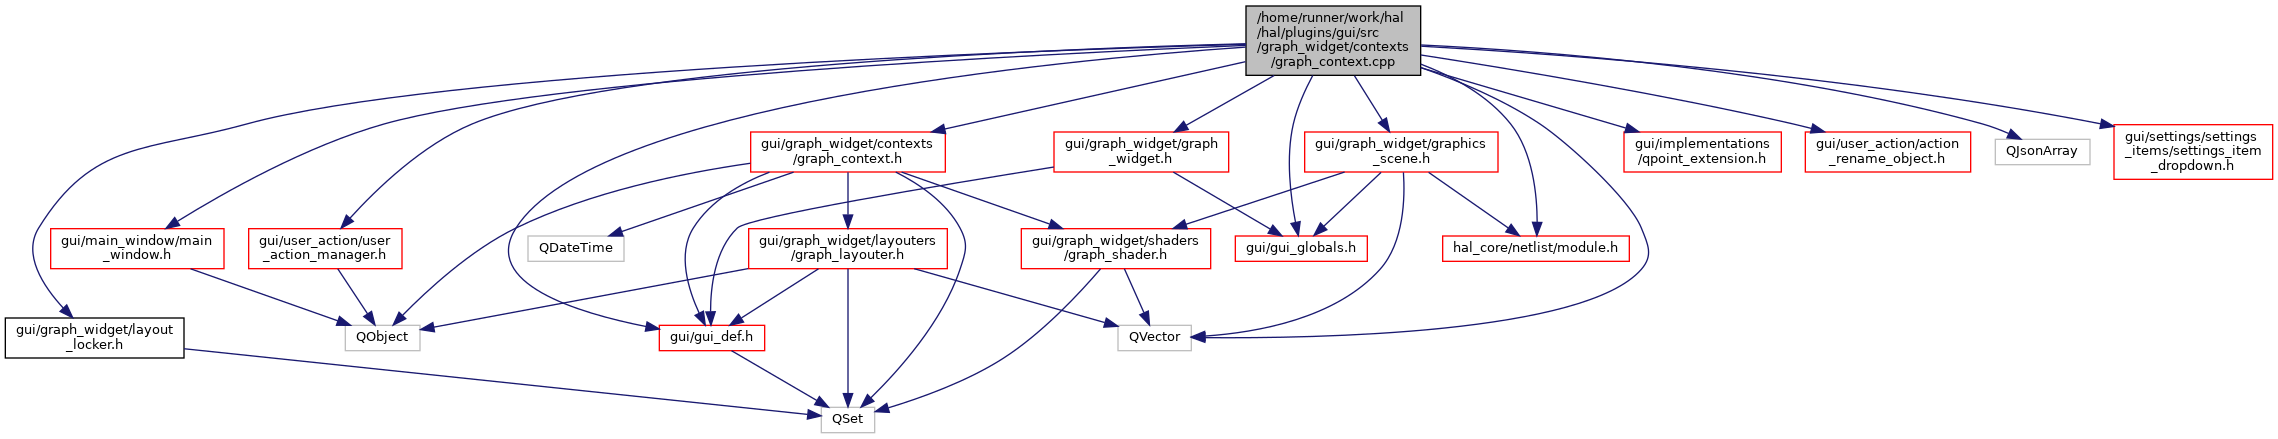 /home/runner/work/hal
/hal/plugins/gui/src
/graph_widget/contexts
/graph_context.cpp
gui/graph_widget/contexts
/graph_context.h
gui/graph_widget/graph
_widget.h
gui/graph_widget/graphics
_scene.h
gui/implementations
/qpoint_extension.h
gui/user_action/action
_rename_object.h
QJsonArray
gui/settings/settings
_items/settings_item
_dropdown.h
gui/main_window/main
_window.h
gui/user_action/user
_action_manager.h
QDateTime
gui/graph_widget/layouters
/graph_layouter.h
gui/graph_widget/shaders
/graph_shader.h
gui/gui_globals.h
hal_core/netlist/module.h
gui/graph_widget/layout
_locker.h
QObject
gui/gui_def.h
QVector
QSet